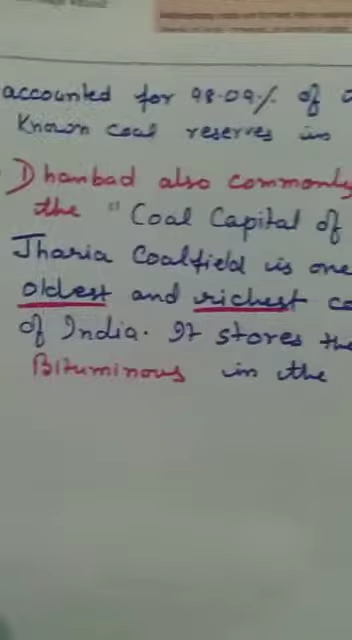 accounted for 98.09% of
Known coal reserves in
Dhanbad also commonly
the "Coal Capital of
Jharia Coalfield is one
oldest and richest co
of India. It stores the
Bituminous in the